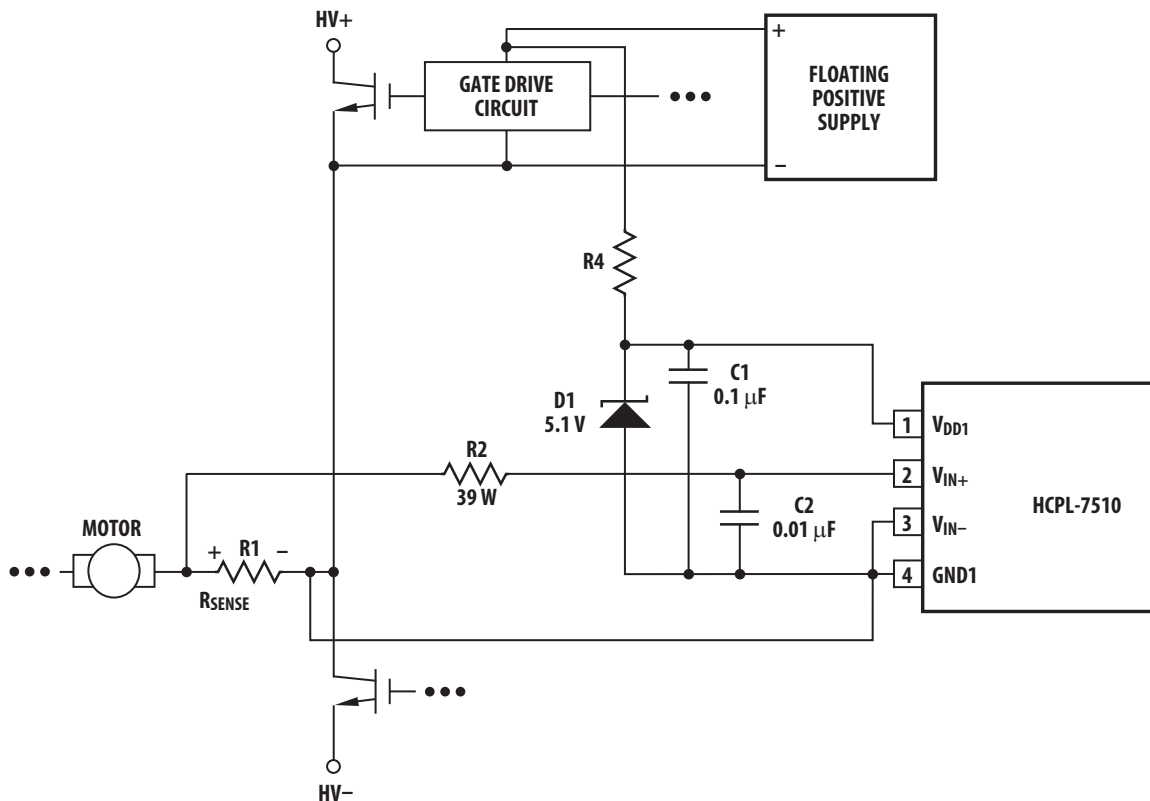 HV+
+
GATE DRIVE
CIRCUIT
●●●
FLOATING
POSITIVE
SUPPLY
–
R4
C1
0.1 μF
D1
5.1 V
1 VDD1
R2
39 W
2 VIN+
HCPL-7510
C2
0.01 μF
3 VIN–
MOTOR
+ R1 –
●●●
4 GND1
RSENSE
●●●
HV–